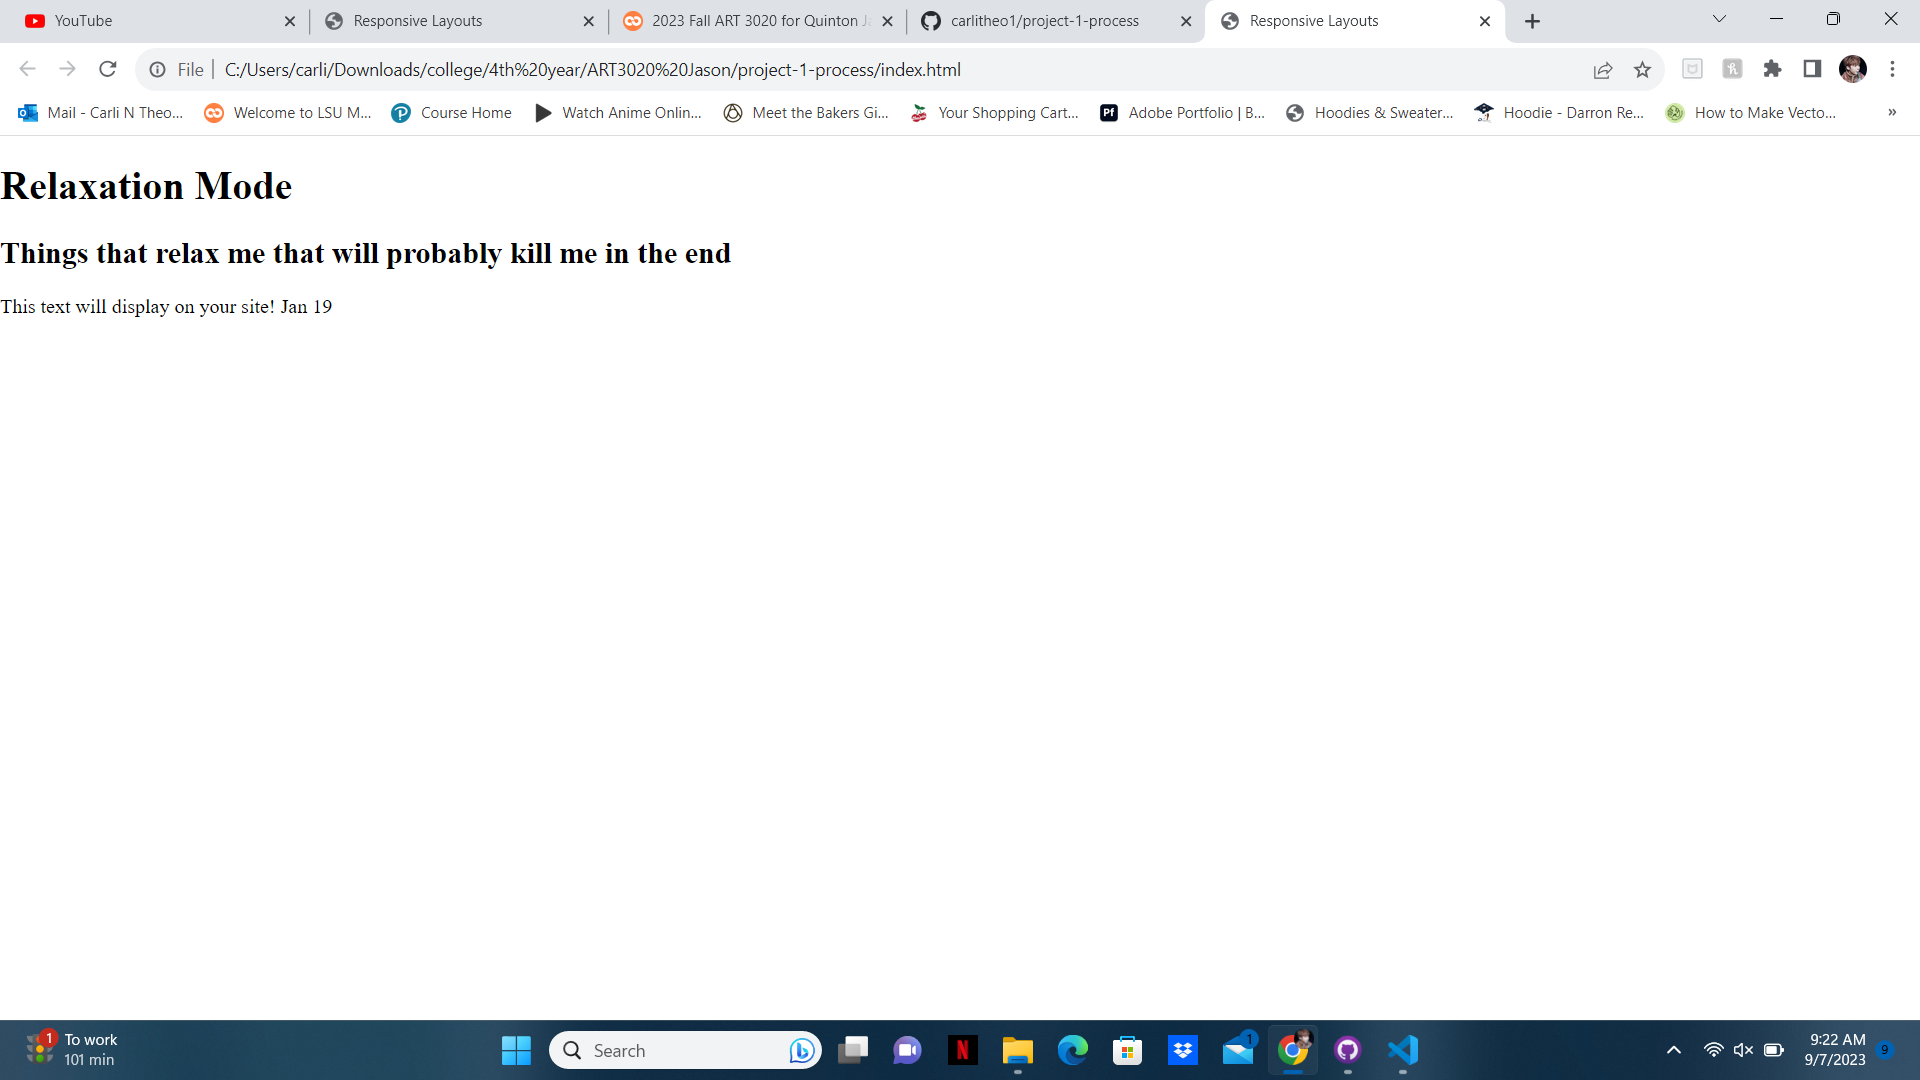 YouTube
Responsive Layouts
2023 Fall ART 3020 for Quinton Ja
carlitheo1/project-1-process
Responsive Layouts
File | C:/Users/carli/Downloads/college/4th%20year/ART3020%20Jason/project-1-process/index.html
Mail - Carli N Theo...
Welcome to LSU M...
Course Home
Watch Anime Onlin...
Meet the Bakers Gi...
Your Shopping Cart...
Pf
Adobe Portfolio | B...
Hoodies & Sweater...
Hoodie - Darron Re...
How to Make Vecto...
»
Relaxation Mode
Things that relax me that will probably kill me in the end
This text will display on your site! Jan 19
1
To work
101 min
Search
N
1
9:22 AM
9/7/2023
9